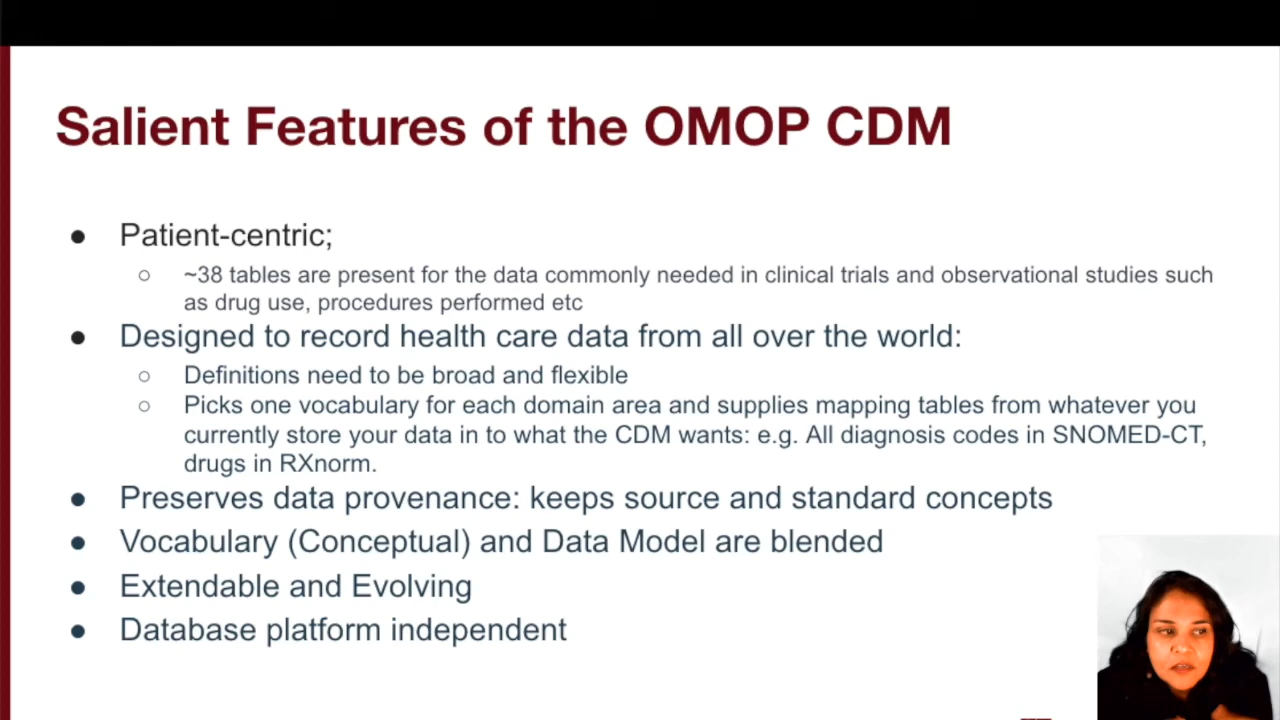 Salient Features of the OMOP CDM
● Patient-centric;
○ ~38 tables are present for the data commonly needed in clinical trials and observational studies such
as drug use, procedures performed etc
● Designed to record health care data from all over the world:
○ Definitions need to be broad and flexible
○ Picks one vocabulary for each domain area and supplies mapping tables from whatever you
currently store your data in to what the CDM wants: e.g. All diagnosis codes in SNOMED-CT,
drugs in RXnorm.
● Preserves data provenance: keeps source and standard concepts
● Vocabulary (Conceptual) and Data Model are blended
● Extendable and Evolving
● Database platform independent